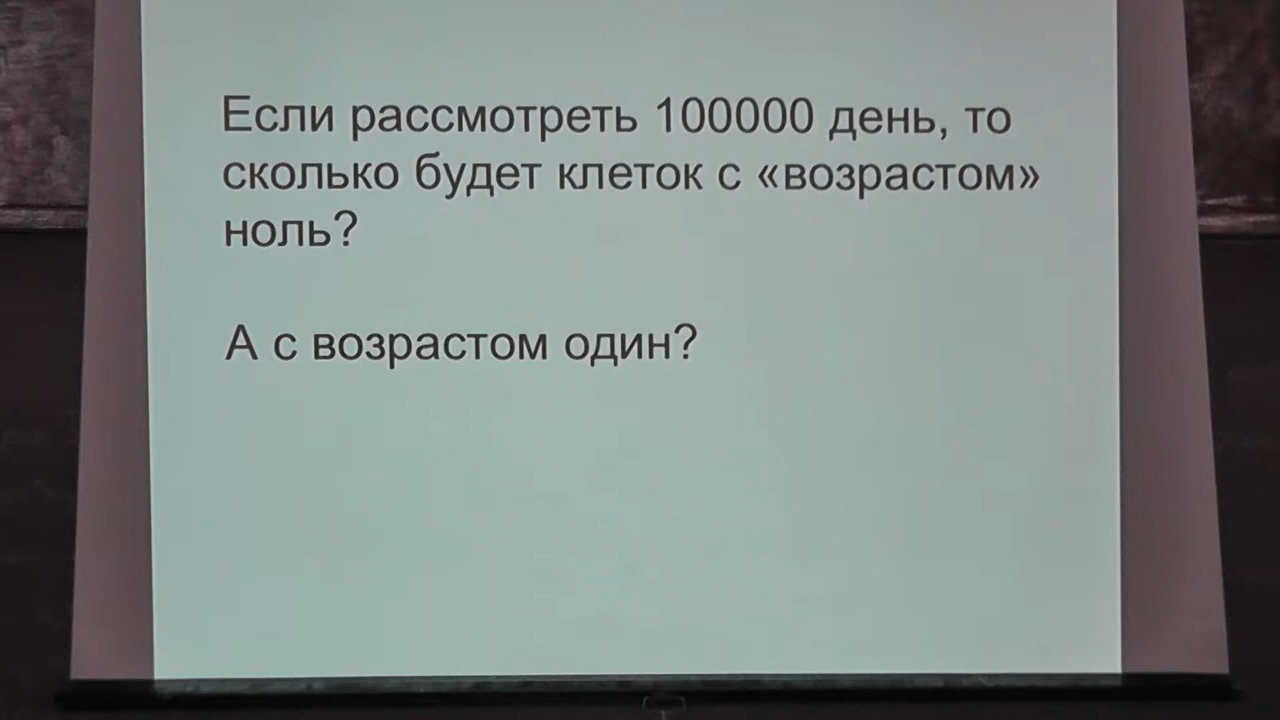 Если рассмотреть 100000 день, то
сколько будет клеток с «возрастом»
ноль?
А с возрастом один?